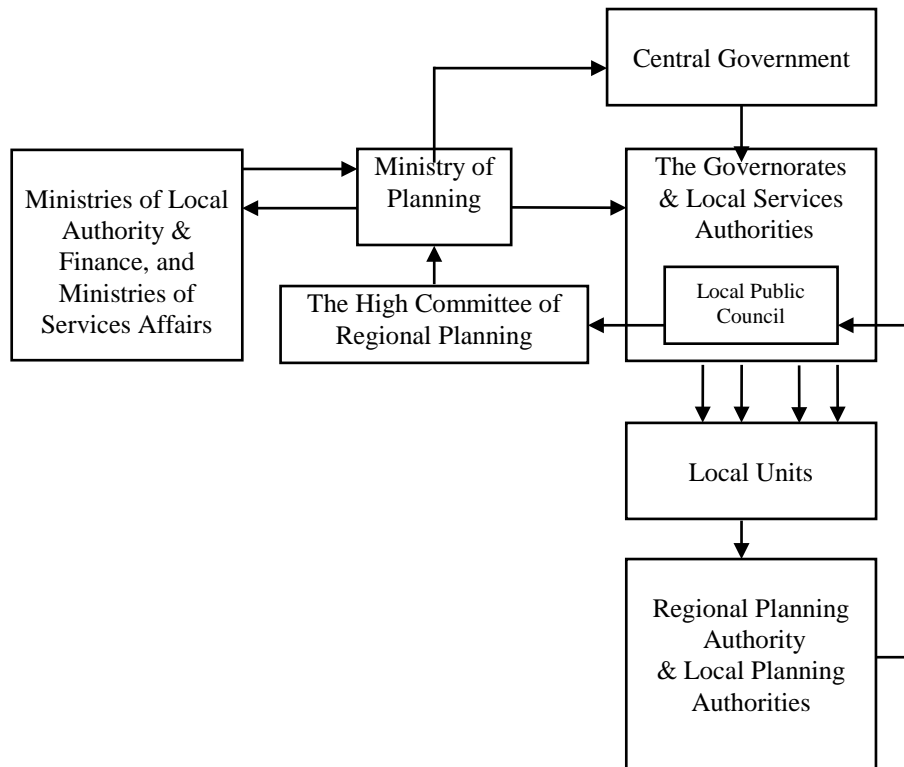 Central Government
Ministries of Local
Authority &
Finance, and
Ministries of
Services Affairs
Ministry of
Planning
The Governorates
& Local Services
Authorities
The High Committee of
Regional Planning
Local Public
Council
Local Units
Regional Planning
Authority
& Local Planning
Authorities